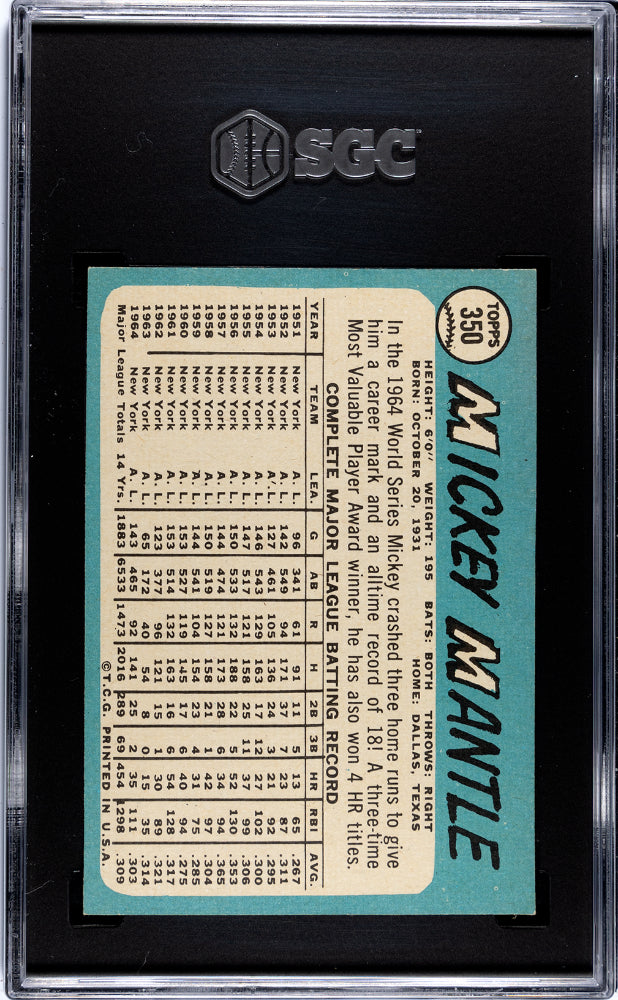 SGC
TOPPS
350
MICKEY MANTLE
HEIGHT: 6'0" WEIGHT: 195 BATS: BOTH THROWS: RIGHT
BORN: OCTOBER 20, 1931 HOME: DALLAS, TEXAS
In the 1964 World Series Mickey crashed three home runs to give
him a career mark and an alltime record of 18! A three-time
Most Valuable Player Award winner, he has also won 4 HR titles.
COMPLETE MAJOR LEAGUE BATTING RECORD
YEAR TEAM LEA. G AB R H 2B 3B HR RBI AVG.
1951 New York A. L. 96 341 61 91 11 5 13 65 .267
1952 New York A. L. 142 549 94 171 37 7 23 87 .311
1953 New York A. L. 127 461 105 136 24 3 21 92 .295
1954 New York A. L. 146 543 129 163 17 12 27 102 .300
1955 New York A. L. 147 517 121 158 25 11 37 99 .306
1956 New York A. L. 150 533 132 188 22 5 52 130 .353
1957 New York A. L. 144 474 121 173 28 6 34 94 .365
1958 New York A. L. 150 519 127 158 21 1 42 97 .304
1959 New York A. L. 144 541 104 154 23 4 31 75 .285
1960 New York A. L. 153 527 119 145 17 6 40 94 .275
1961 New York A. L. 153 514 132 163 16 6 54 128 .317
1962 New York A. L. 123 377 96 121 15 1 30 89 .321
1963 New York A. L. 65 172 40 54 8 0 15 35 .314
1964 New York A. L. 143 465 92 141 25 2 35 111 .303
Major League Totals 14 Yrs. 1883 6533 1473 2016 289 69 454 1298 .309
©T.C.G. PRINTED IN U.S.A.